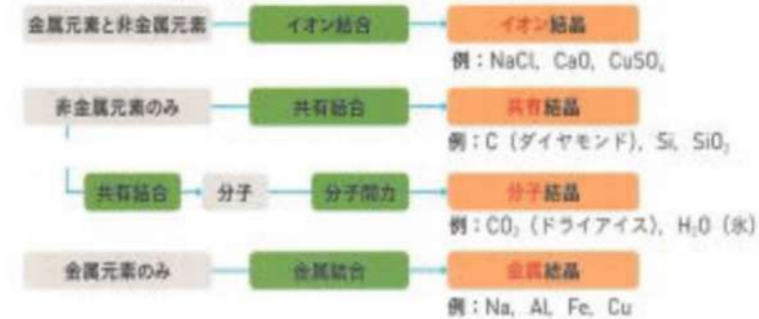 金属元素と非金属元素 イオン結合 イオン結晶
例：NaCl, CaO, CuSO₄
非金属元素のみ 共有結合 共有結晶
例：C（ダイヤモンド）, Si, SiO₂
共有結合 分子 分子間力 分子結晶
例：CO₂（ドライアイス）, H₂O（氷）
金属元素のみ 金属結合 金属結晶
例：Na, Al, Fe, Cu